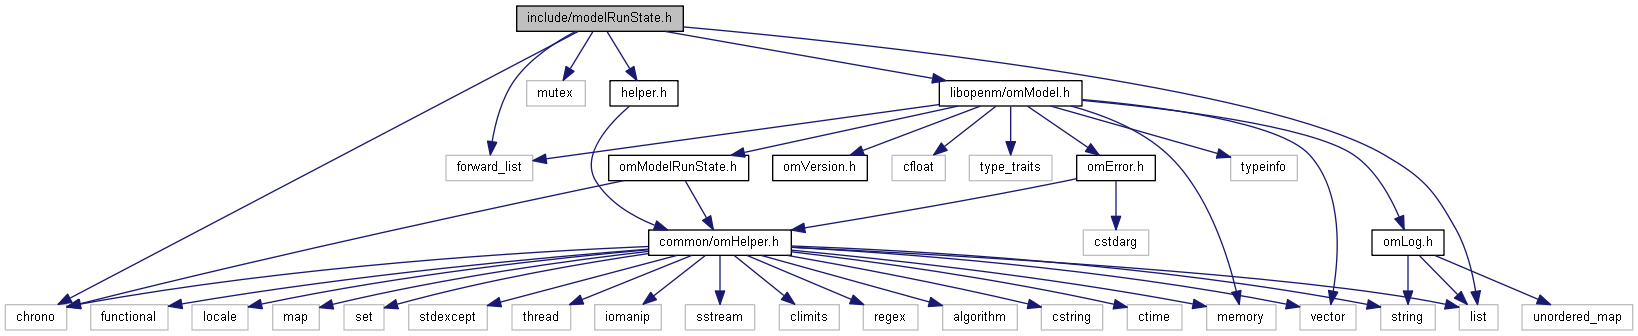 include/modelRunState.h
mutex
helper.h
libopenm/omModel.h
forward_list
omModelRunState.h
omVersion.h
cfloat
type_traits
omError.h
typeinfo
common/omHelper.h
cstdarg
omLog.h
chrono
functional
locale
map
set
stdexcept
thread
iomanip
sstream
climits
regex
algorithm
cstring
ctime
memory
vector
string
list
unordered_map